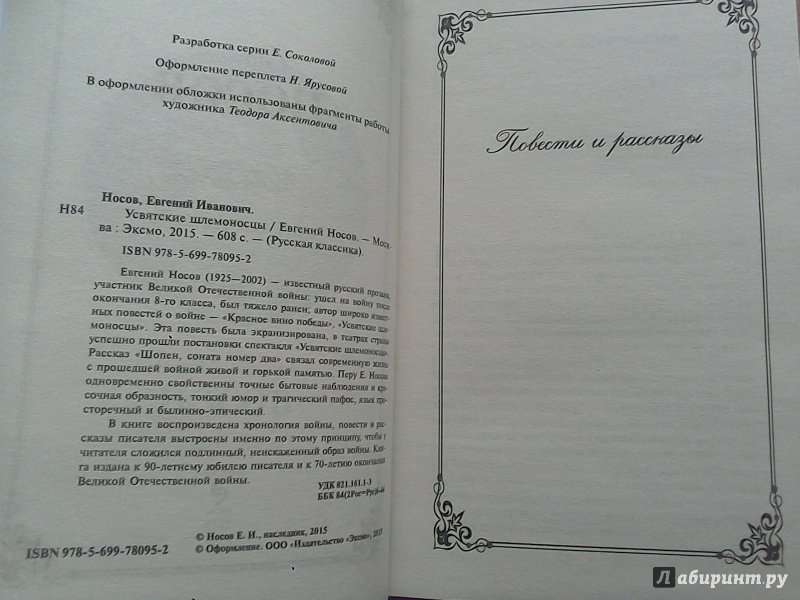 Разработка серии Е. Соколовой
Оформление переплета Н. Ярусовой
В оформлении обложки использованы фрагменты работы
художника Теодора Аксентовича
Носов, Евгений Иванович.
Н84
Усвятские шлемоносцы / Евгений Носов. — Моск-
ва : Эксмо, 2015. — 608 с. — (Русская классика).
ISBN 978-5-699-78095-2
Евгений Носов (1925—2002) — известный русский прозаик,
участник Великой Отечественной войны: ушел на войну после
окончания 8-го класса, был тяжело ранен; автор широко извест-
ных повестей о войне — «Красное вино победы», «Усвятские шле-
моносцы». Эта повесть была экранизирована, в театрах страны
успешно прошли постановки спектакля «Усвятские шлемоносцы».
Рассказ «Шопен, соната номер два» связал современную жизнь
с прошедшей войной живой и горькой памятью. Перу Е. Носова
одновременно свойственны точные бытовые наблюдения и кра-
сочная образность, тонкий юмор и трагический пафос, язык про-
сторечный и былинно-эпический.
В книге воспроизведена хронология войны, повести и рас-
сказы писателя выстроены именно по этому принципу, чтобы у
читателя сложился подлинный, неискаженный образ войны. Кни-
га издана к 90-летнему юбилею писателя и к 70-летию окончания
Великой Отечественной войны.
УДК 821.161.1-3
ББК 84(2Рос=Рус)6-44
© Носов Е. И., наследник, 2015
ISBN 978-5-699-78095-2
© Оформление. ООО «Издательство «Эксмо», 2015
Повести и рассказы
Лабиринт.ру